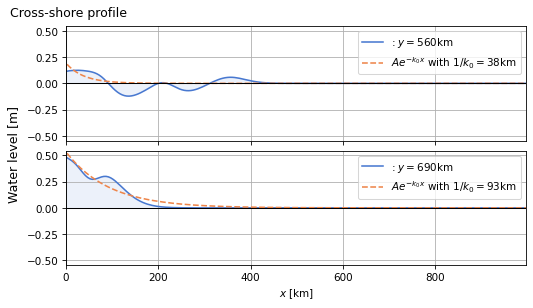 Cross-shore profile
Water level [m]
0.50
0.25
0.00
−0.25
−0.50
: y = 560km
Ae^{−k₀x} with 1/k₀ = 38km
0.50
0.25
0.00
−0.25
−0.50
: y = 690km
Ae^{−k₀x} with 1/k₀ = 93km
0 200 400 600 800
x [km]